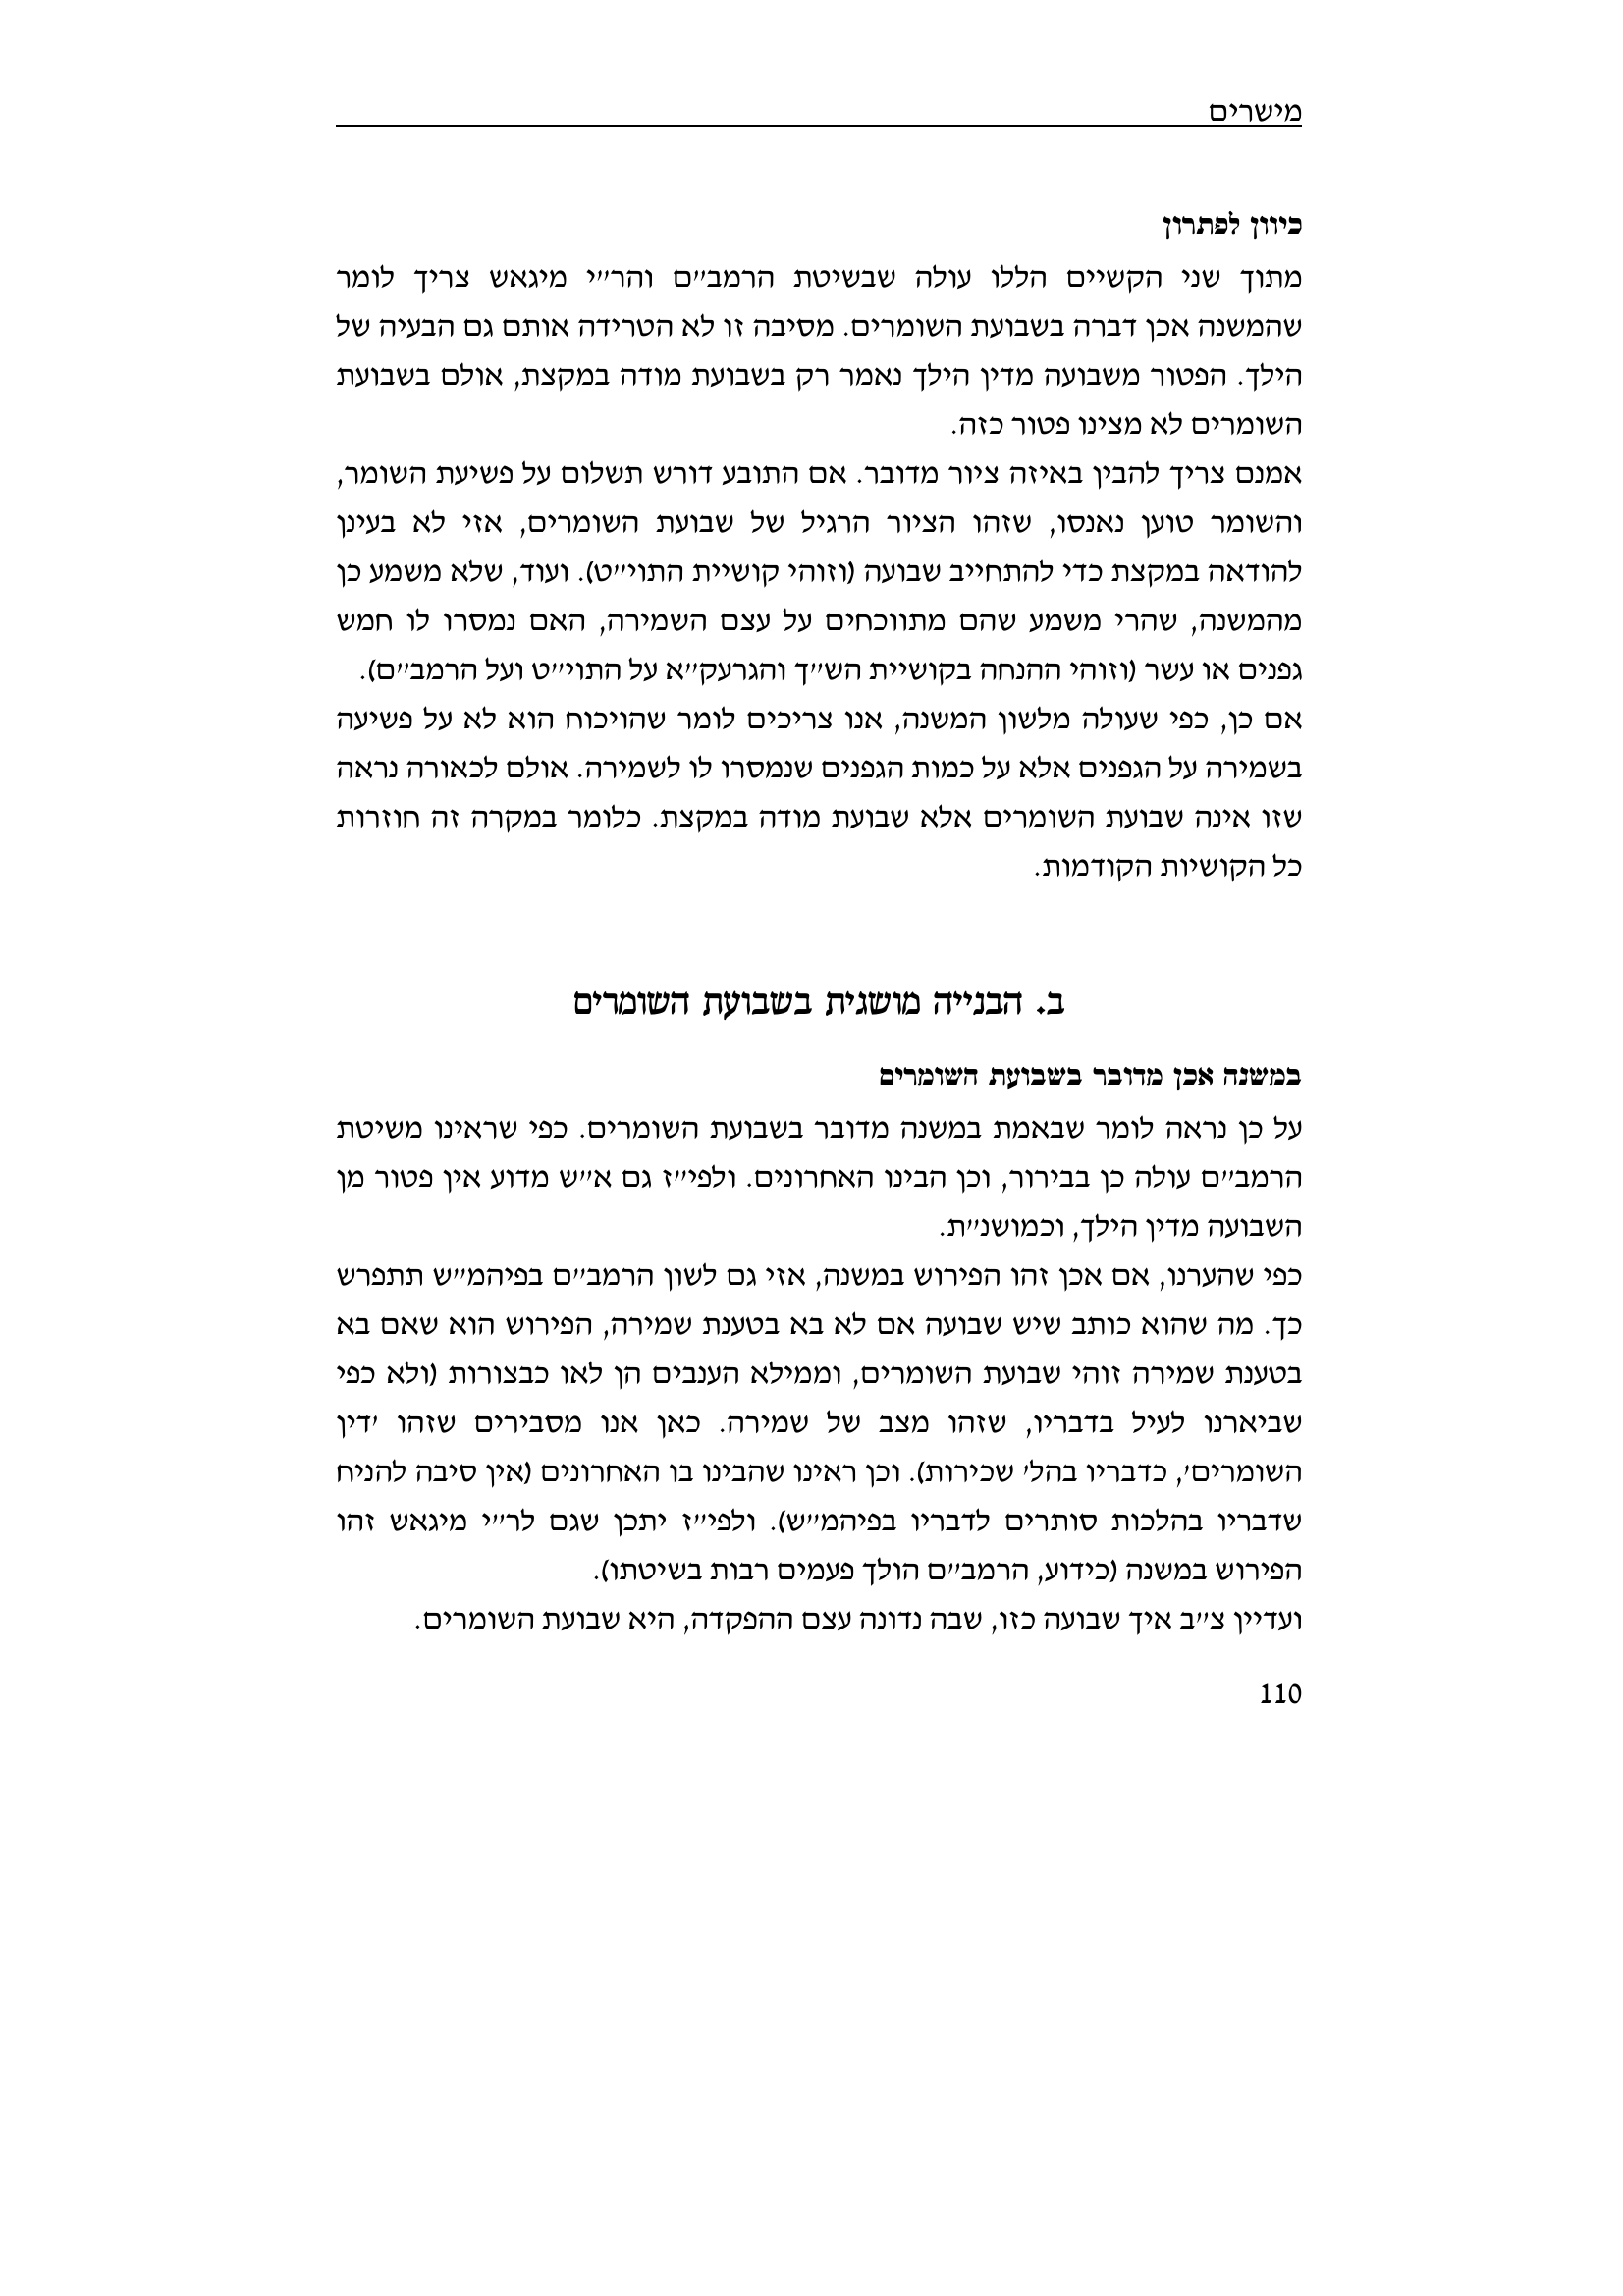 מישרים
כיוון לפתרון
מתוך שני הקשיים הללו עולה שבשיטת הרמב״ם והר״י מיגאש צריך לומר
שהמשנה אכן דברה בשבועת השומרים. מסיבה זו לא הטרידה אותם גם הבעיה של
הילך. הפטור משבועה מדין הילך נאמר רק בשבועת מודה במקצת, אולם בשבועת
השומרים לא מצינו פטור כזה.
אמנם צריך להבין באיזה ציור מדובר. אם התובע דורש תשלום על פשיעת השומר,
והשומר טוען נאנסו, שזהו הציור הרגיל של שבועת השומרים, אזי לא בעינן
להודאה במקצת כדי להתחייב שבועה (וזוהי קושיית התוי״ט). ועוד, שלא משמע כן
מהמשנה, שהרי משמע שהם מתווכחים על עצם השמירה, האם נמסרו לו חמש
גפנים או עשר (וזוהי ההנחה בקושיית הש״ך והגרעק״א על התוי״ט ועל הרמב״ם).
אם כן, כפי שעולה מלשון המשנה, אנו צריכים לומר שהויכוח הוא לא על פשיעה
בשמירה על הגפנים אלא על כמות הגפנים שנמסרו לו לשמירה. אולם לכאורה נראה
שזו אינה שבועת השומרים אלא שבועת מודה במקצת. כלומר במקרה זה חוזרות
כל הקושיות הקודמות.
ב. הבנייה מושגית בשבועת השומרים
במשנה אכן מדובר בשבועת השומרים
על כן נראה לומר שבאמת במשנה מדובר בשבועת השומרים. כפי שראינו משיטת
הרמב״ם עולה כן בבירור, וכן הבינו האחרונים. ולפי״ז גם א״ש מדוע אין פטור מן
השבועה מדין הילך, וכמושנ״ת.
כפי שהערנו, אם אכן זהו הפירוש במשנה, אזי גם לשון הרמב״ם בפיהמ״ש תתפרש
כך. מה שהוא כותב שיש שבועה אם לא בא בטענת שמירה, הפירוש הוא שאם בא
בטענת שמירה זוהי שבועת השומרים, וממילא הענבים הן לאו כבצורות (ולא כפי
שביארנו לעיל בדבריו, שזהו מצב של שמירה. כאן אנו מסבירים שזהו ׳דין
השומרים׳, כדבריו בהל׳ שכירות). וכן ראינו שהבינו בו האחרונים (אין סיבה להניח
שדבריו בהלכות סותרים לדבריו בפיהמ״ש). ולפי״ז יתכן שגם לר״י מיגאש זהו
הפירוש במשנה (כידוע, הרמב״ם הולך פעמים רבות בשיטתו).
ועדיין צ״ב איך שבועה כזו, שבה נדונה עצם ההפקדה, היא שבועת השומרים.
110